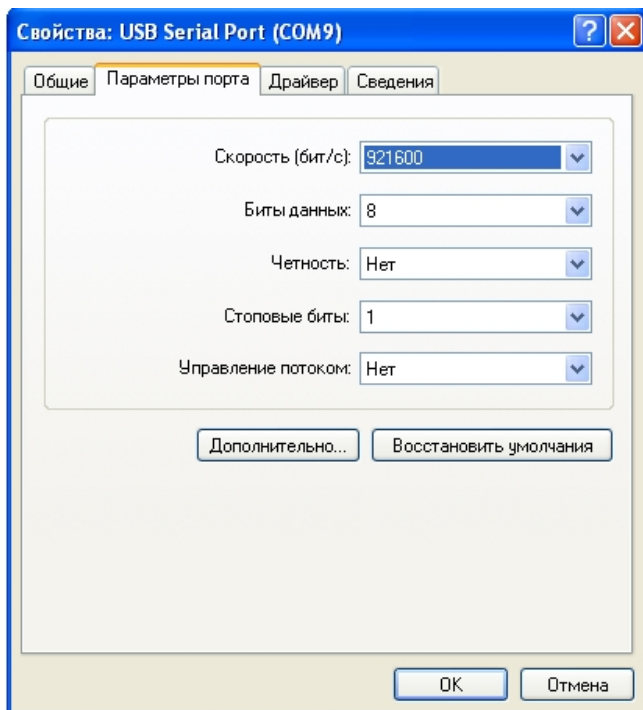 Свойства: USB Serial Port (COM9)
Общие Параметры порта Драйвер Сведения
Скорость (бит/с): 921600
Биты данных: 8
Четность: Нет
Стоповые биты: 1
Управление потоком: Нет
Дополнительно... Восстановить умолчания
OK Отмена